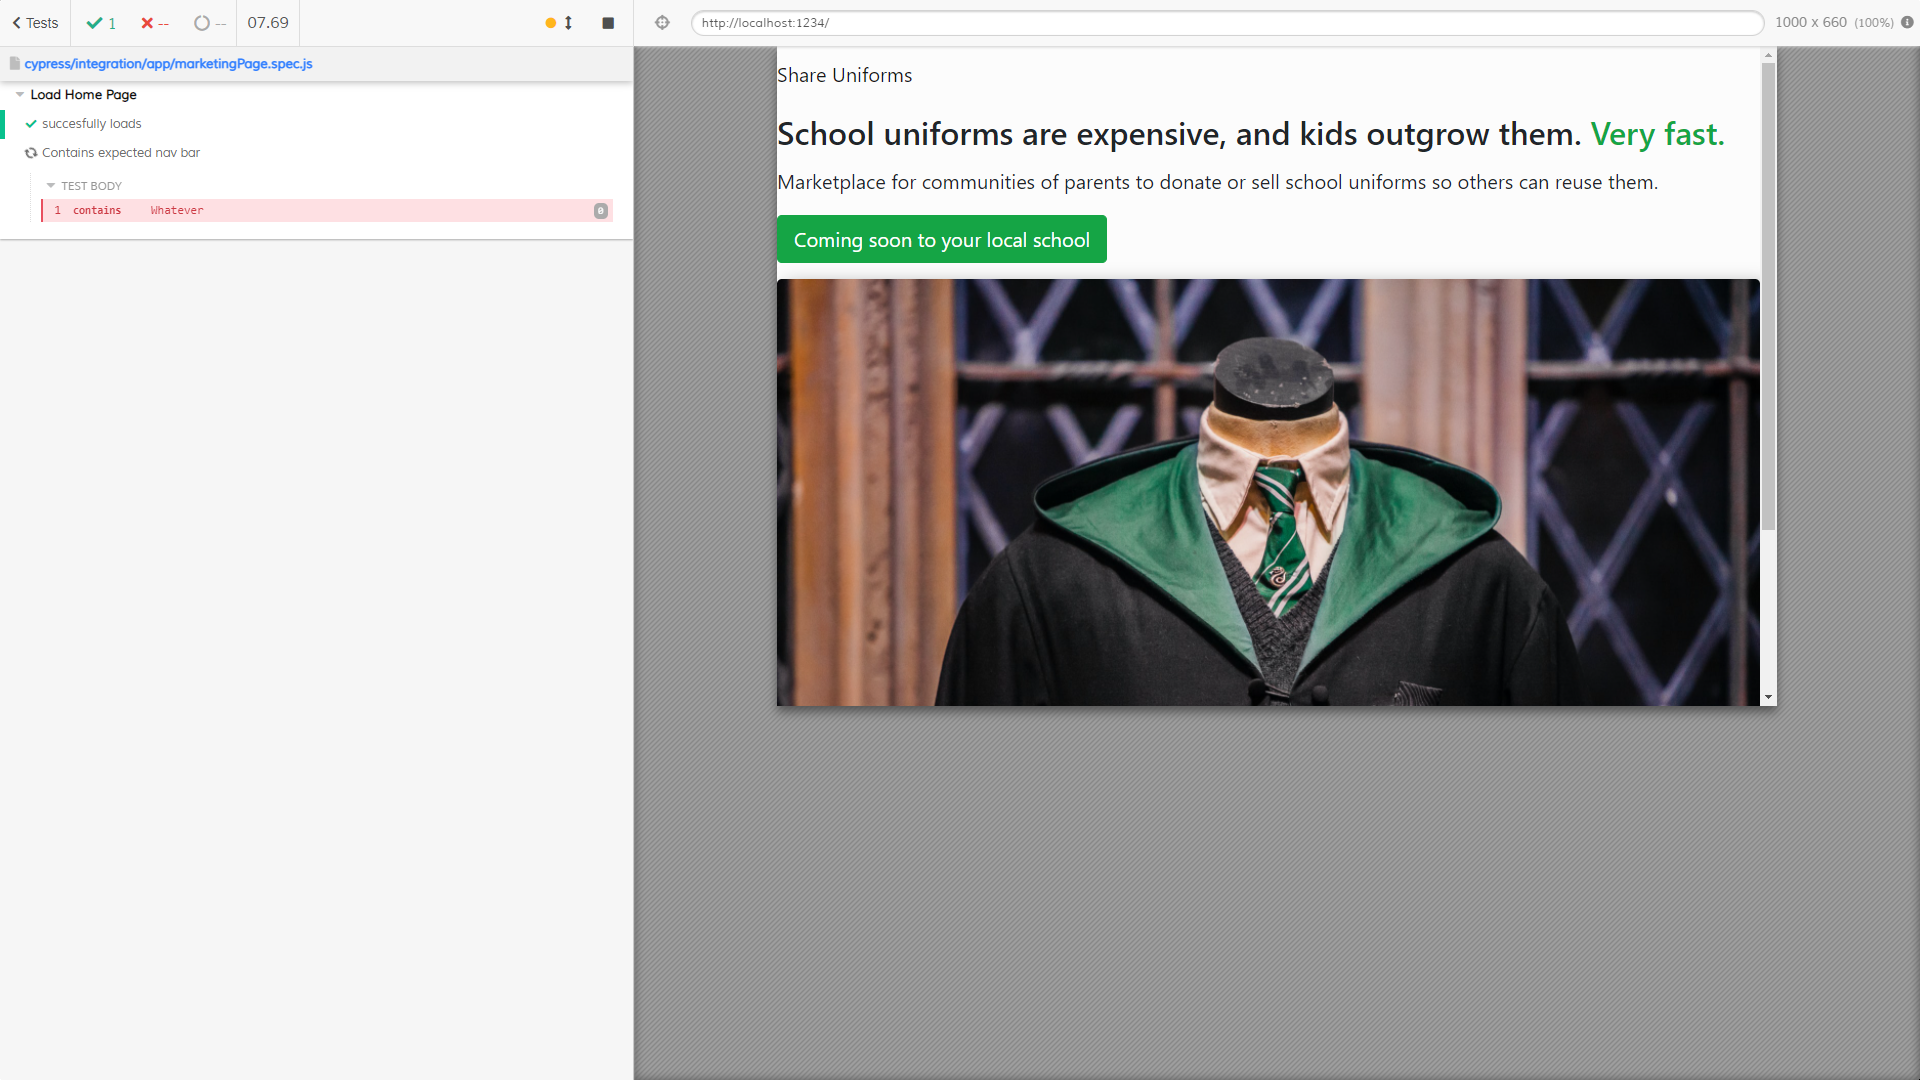 Tests 1 -- -- 07.69
http://localhost:1234/ 1000 x 660 (100%)
cypress/integration/app/marketingPage.spec.js
Load Home Page
succesfully loads
Contains expected nav bar
TEST BODY
1 contains Whatever 0
Share Uniforms
School uniforms are expensive, and kids outgrow them. Very fast.
Marketplace for communities of parents to donate or sell school uniforms so others can reuse them.
Coming soon to your local school